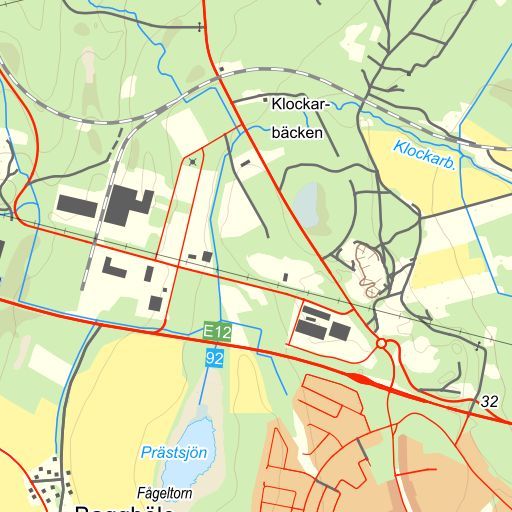 Klockar-
bäcken
Klockarb.
E12
92
32
Prästsjön
Fågeltorn